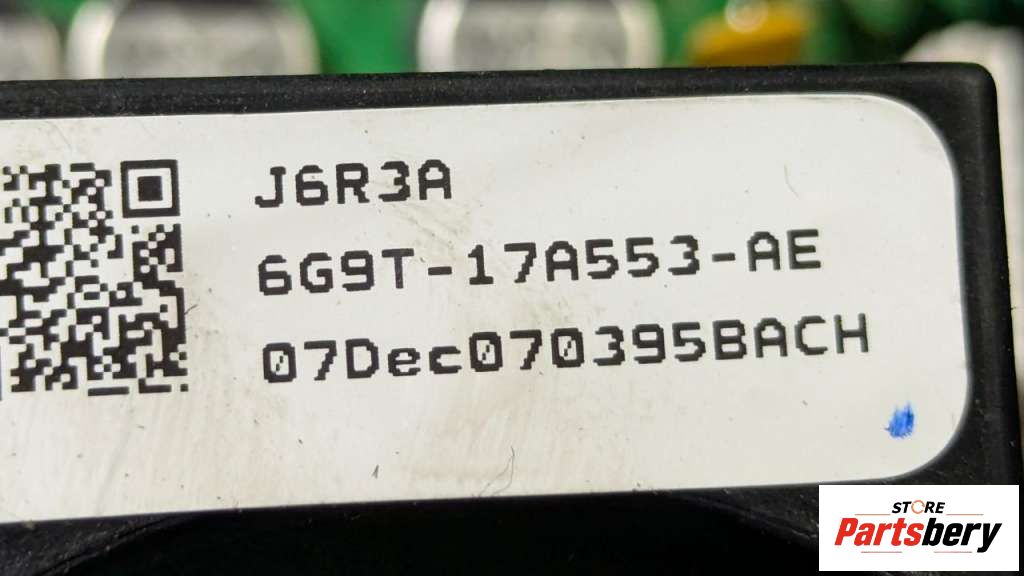 J6R3A
6G9T-17A553-AE
07Dec070395BACH
STORE
Partsbery